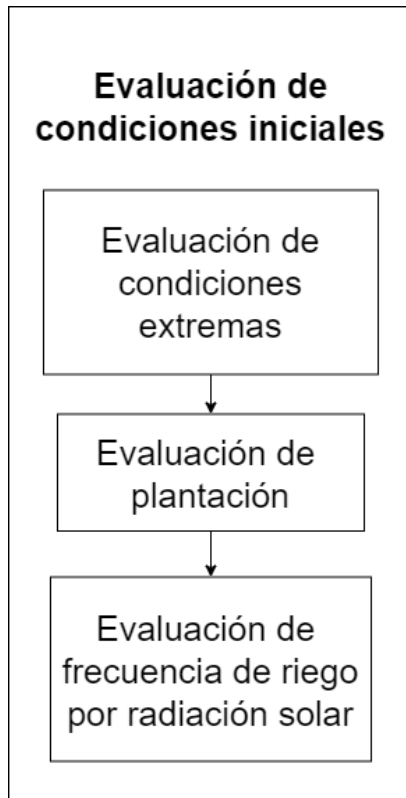 Evaluación de
condiciones iniciales
Evaluación de
condiciones
extremas
Evaluación de
plantación
Evaluación de
frecuencia de riego
por radiación solar